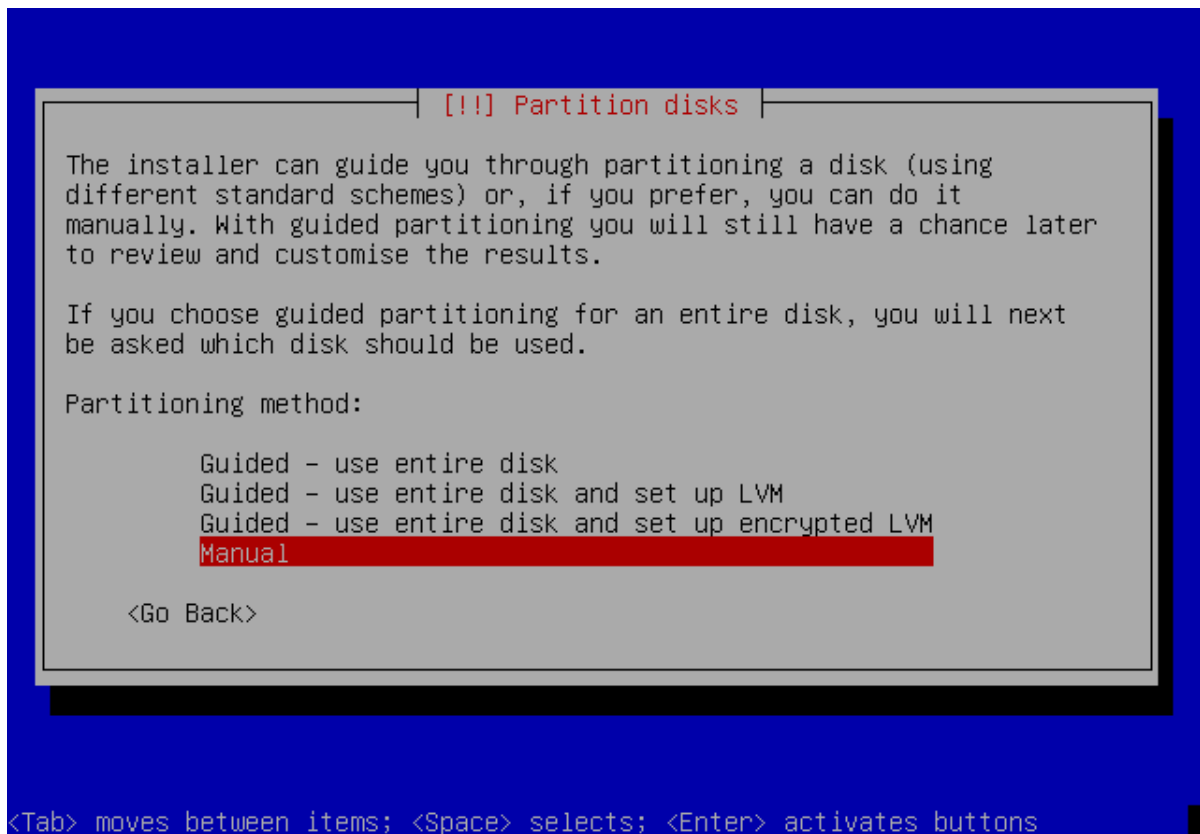 [!!] Partition disks
The installer can guide you through partitioning a disk (using
different standard schemes) or, if you prefer, you can do it
manually. With guided partitioning you will still have a chance later
to review and customise the results.
If you choose guided partitioning for an entire disk, you will next
be asked which disk should be used.
Partitioning method:
Guided - use entire disk
Guided - use entire disk and set up LVM
Guided - use entire disk and set up encrypted LVM
Manual
<Go Back>
<Tab> moves between items; <Space> selects; <Enter> activates buttons